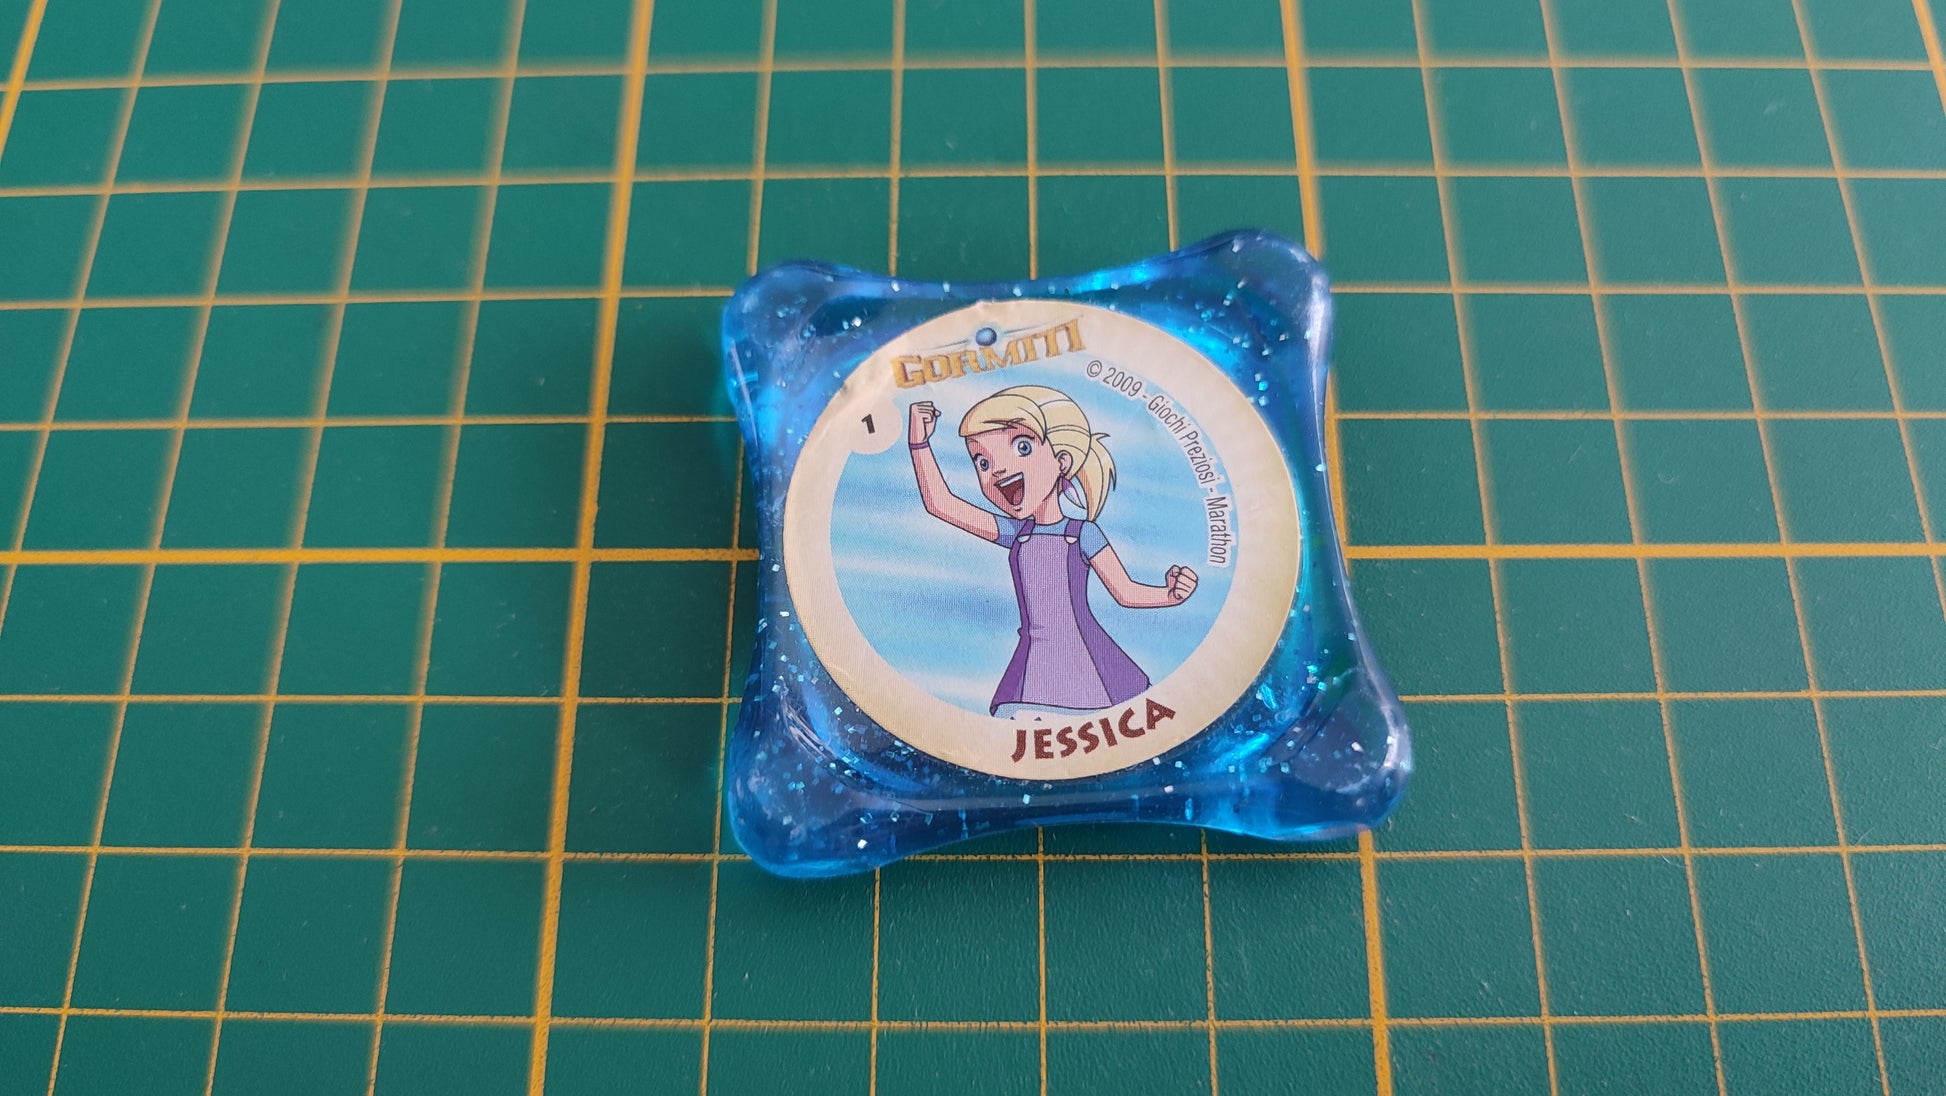 GORMITI
© 2009 - Giochi Preziosi - Marathon
1
JESSICA